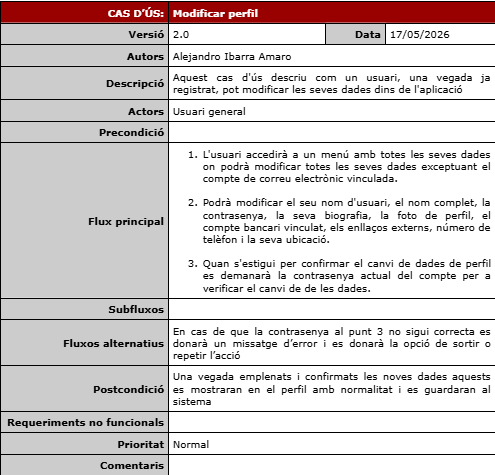 CAS D'ÚS: Modificar perfil
Versió 2.0 Data 17/05/2026
Autors Alejandro Ibarra Amaro
Descripció Aquest cas d'ús descriu com un usuari, una vegada ja
registrat, pot modificar les seves dades dins de l'aplicació
Actors Usuari general
Precondició
Flux principal
1. L'usuari accedirà a un menú amb totes les seves dades
on podrà modificar totes les seves dades exceptuant el
compte de correu electrònic vinculada.
2. Podrà modificar el seu nom d'usuari, el nom complet, la
contrasenya, la seva biografia, la foto de perfil, el
compte bancari vinculat, els enllaços externs, número de
telèfon i la seva ubicació.
3. Quan s'estigui per confirmar el canvi de dades de perfil
es demanarà la contrasenya actual del compte per a
verificar el canvi de de les dades.
Subfluxos
Fluxos alternatius
En cas de que la contrasenya al punt 3 no sigui correcta es
donarà un missatge d'error i es donarà la opció de sortir o
repetir l'acció
Postcondició
Una vegada emplenats i confirmats les noves dades aquests
es mostraran en el perfil amb normalitat i es guardaran al
sistema
Requeriments no funcionals
Prioritat Normal
Comentaris